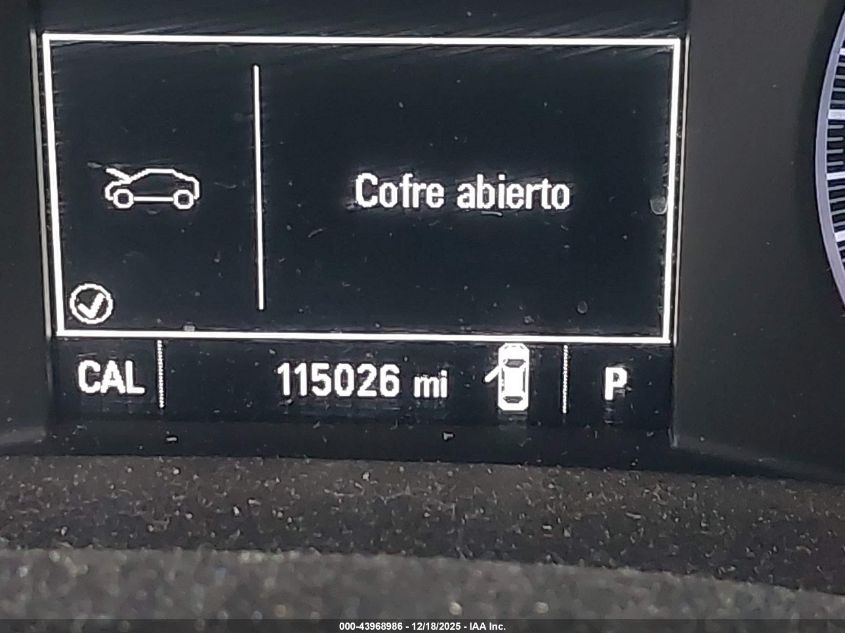 Cofre abierto
CAL 115026 mi P
000-43968986 - 12/18/2025 - IAA Inc.